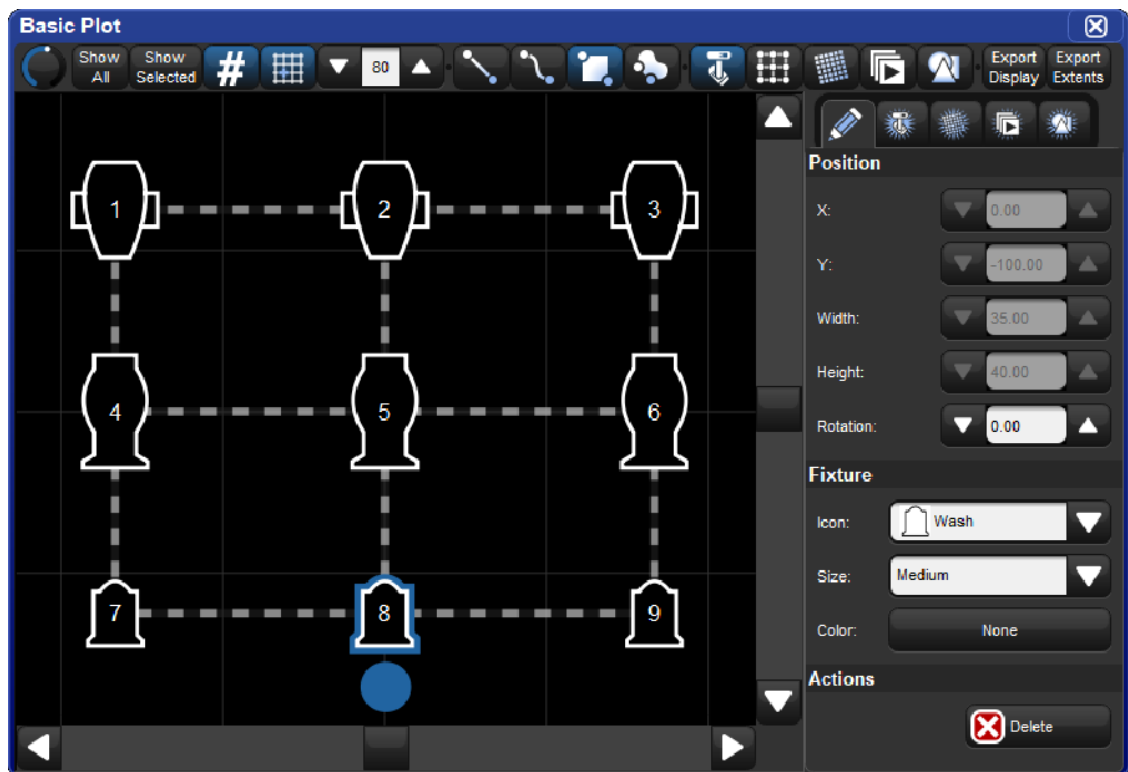 Basic Plot
Show All
Show Selected
#
80
Export Display
Export Extents
1
2
3
4
5
6
7
8
9
Position
X: 0.00
Y: -100.00
Width: 35.00
Height: 40.00
Rotation: 0.00
Fixture
Icon: Wash
Size: Medium
Color: None
Actions
Delete